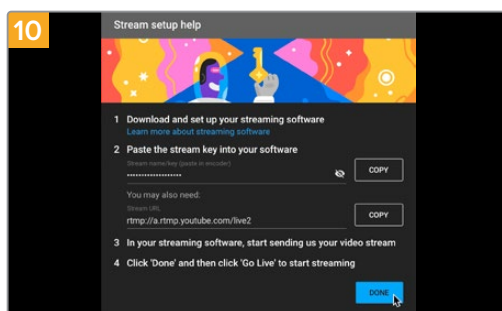 10
Stream setup help
1 Download and set up your streaming software
Learn more about streaming software
2 Paste the stream key into your software
Stream name/key (paste in encoder)
•••••••••••••••••••
COPY
You may also need:
Stream URL
rtmp://a.rtmp.youtube.com/live2
COPY
3 In your streaming software, start sending us your video stream
4 Click 'Done' and then click 'Go Live' to start streaming
DONE